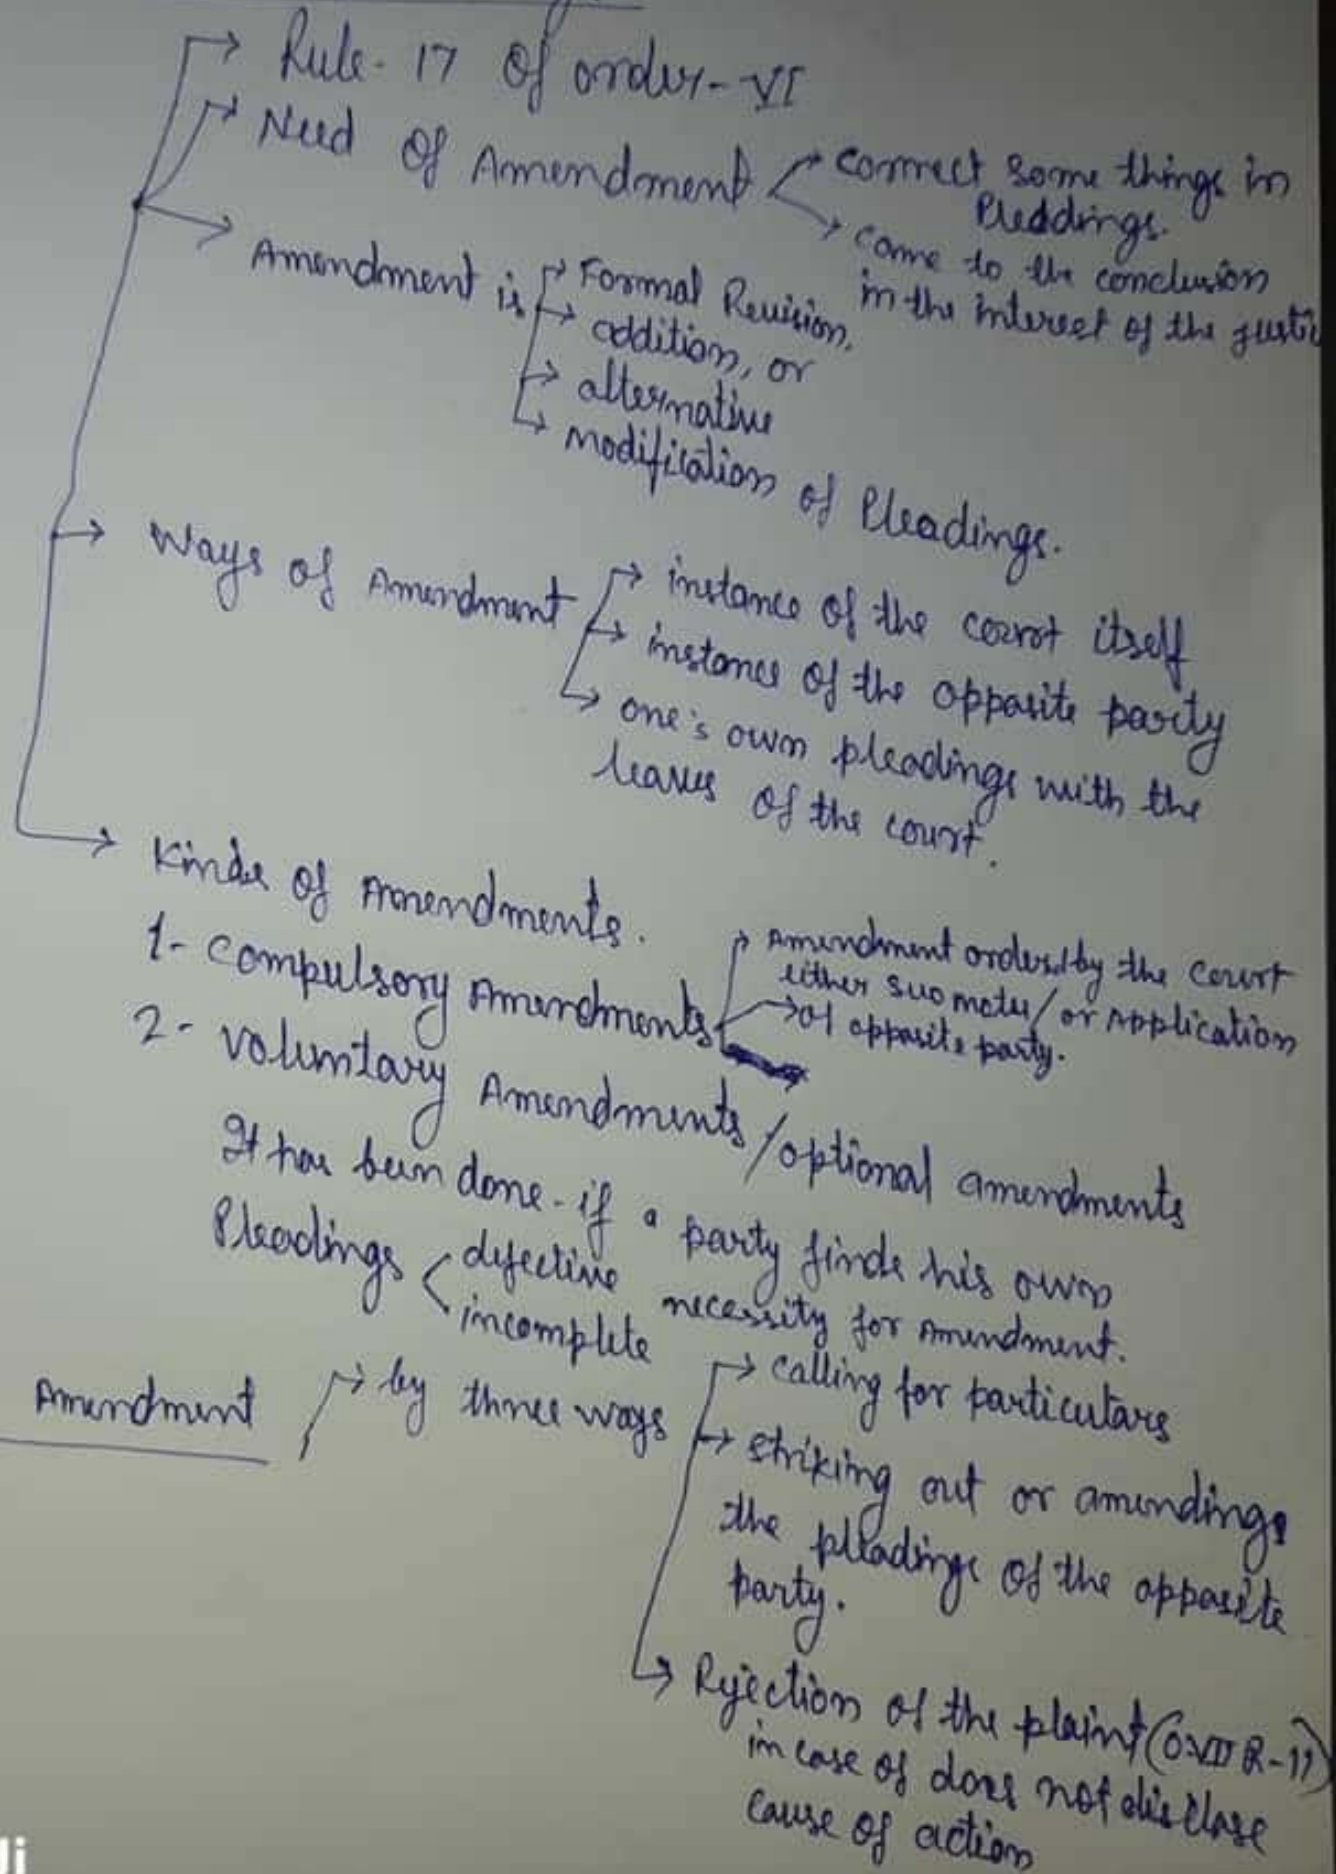 Rule - 17 of order - VI
Need of Amendment
correct some things in
Pleddings.
come to the conclusion
in the interest of the justic
Amendment is
Formal Revision,
addition, or
alternative
modification of Pleadings.
Ways of Amendment
instance of the court itself
instance of the opposite party
one's own pleadings with the
leaves of the court.
Kinds of Amendments.
1- Compulsory Amendments
Amendment ordered by the Court
either suo motu / or Application
of opposite party.
2- Voluntary Amendments / optional amendments
It has been done - if a party finds his own
Pleadings
defective
incomplete
necessity for Amendment.
Amendment
by three ways
calling for particulars
striking out or amendings
the pleadings of the opposite
party.
Rejection of the plaint (O-VII R-11)
in case of does not disclose
cause of action